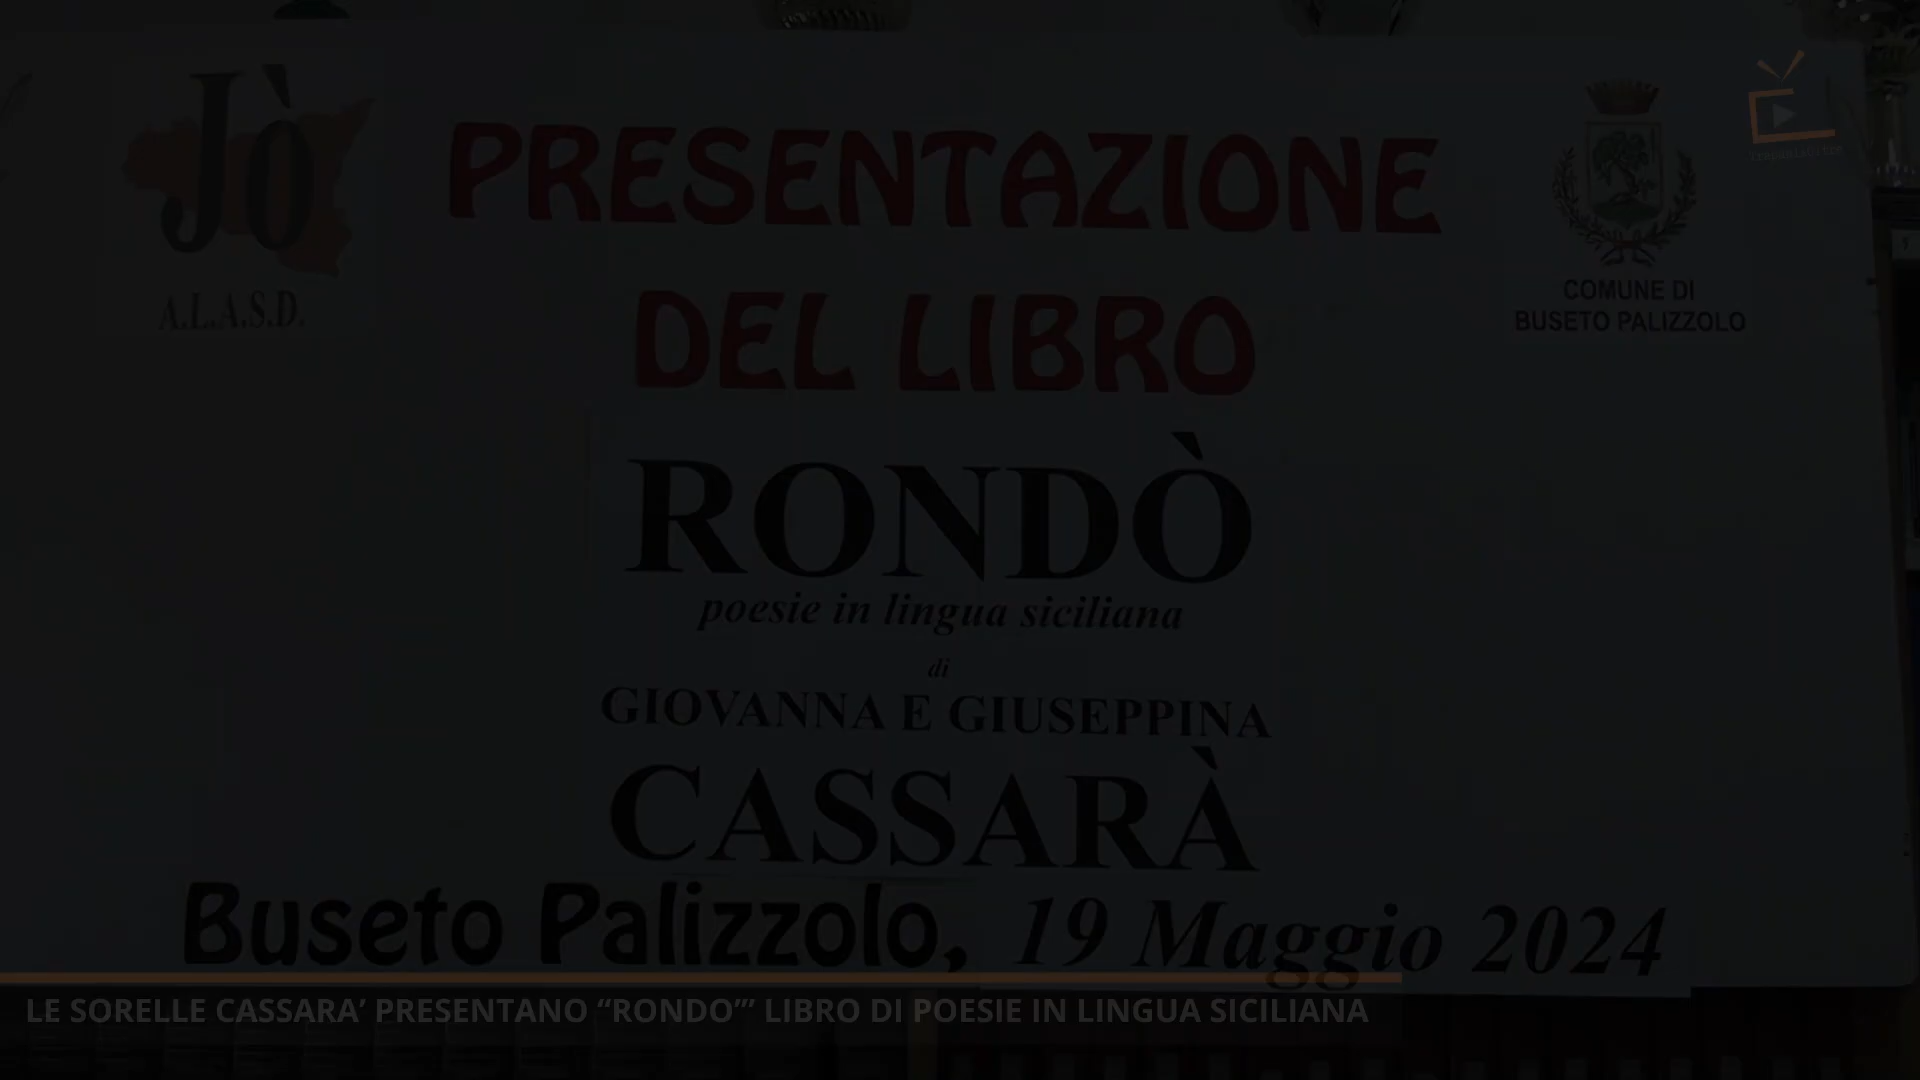 Jò
A.L.A.S.D.
PRESENTAZIONE
DEL LIBRO
COMUNE DI
BUSETO PALIZZOLO
RONDÒ
poesie in lingua siciliana
di
GIOVANNA E GIUSEPPINA
CASSARÀ
Buseto Palizzolo, 19 Maggio 2024
LE SORELLE CASSARA’ PRESENTANO “RONDO’” LIBRO DI POESIE IN LINGUA SICILIANA